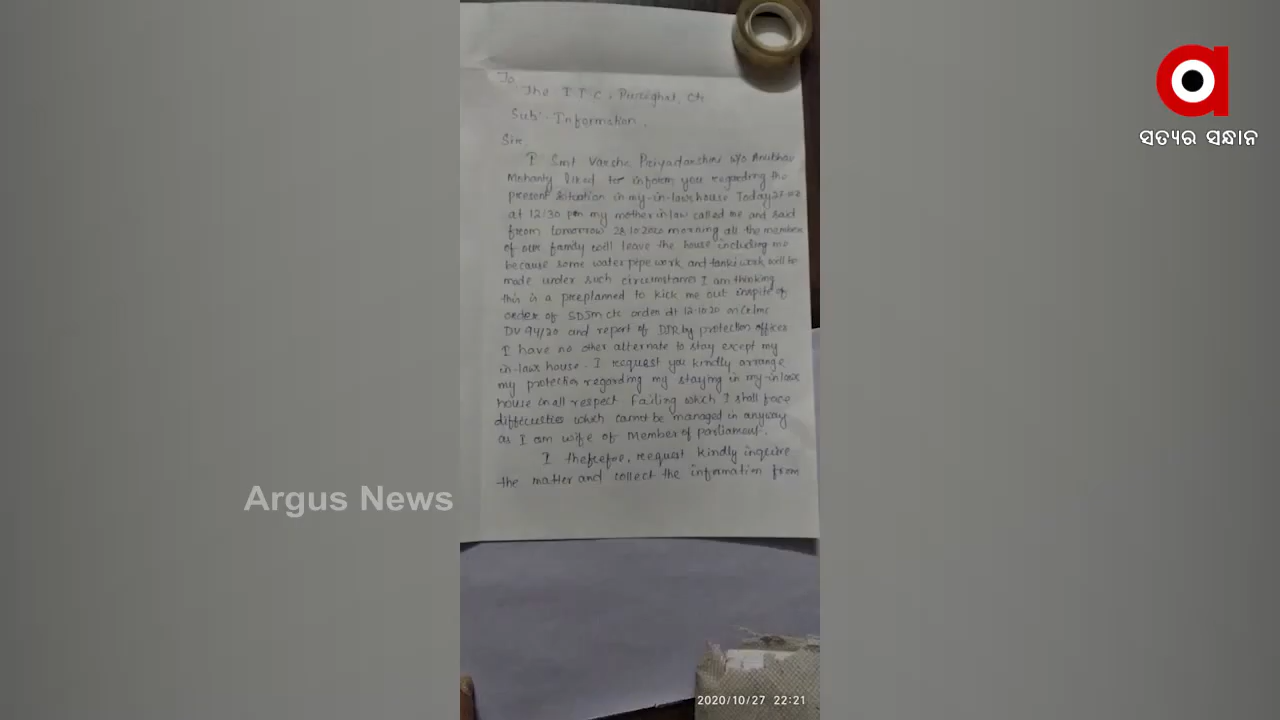 To
The I I C, Purighat, Ctc
Sub:- Information.
Sir,
I Smt Varsha Priyadarshini w/o Anubhav
Mohanty liked to inform you regarding the
present situation in my-in-laws house Today 27.
at 12/30 pm my mother in law called me and said
from tomorrow 28.10.2020 morning all the member
of our family will leave the house including me
because some water pipe work and tanki work will be
made under such circumstances I am thinking
this is a preplanned to kick me out inspite of
order of SDJM ctc order dt 12.10.20 in
DV 94/20 and report of DIR by protection officer
I have no other alternate to stay except my
in-laws house. I request you kindly arrange
my protection regarding my staying in my-in laws
house in all respect failing which I shall face
difficulties which cannot be managed in anyway
as I am wife of Member of parliament.
I therefore, request kindly inquire
the matter and collect the information from
Argus News
ସତ୍ୟର ସନ୍ଧାନ
2020/10/27 22:21